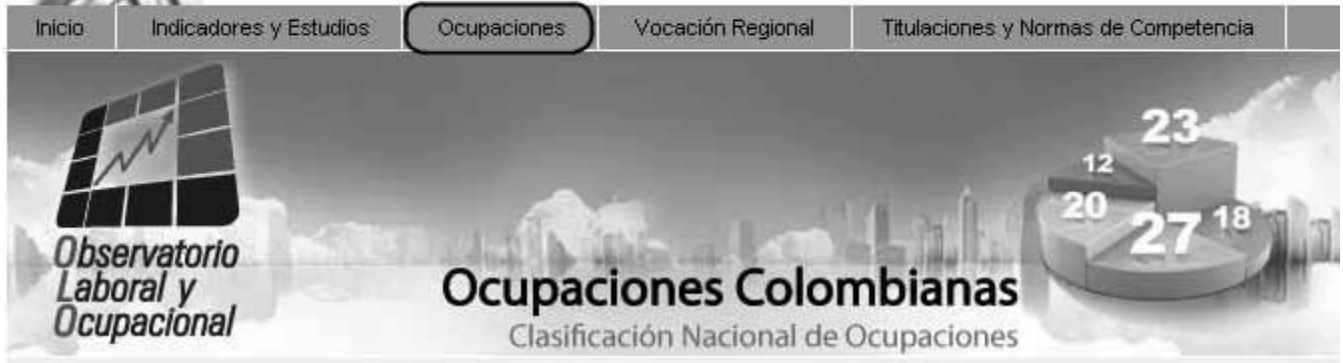 Inicio Indicadores y Estudios Ocupaciones Vocación Regional Titulaciones y Normas de Competencia
23
12
20
27 18
Observatorio
Laboral y
Ocupacional
Ocupaciones Colombianas
Clasificación Nacional de Ocupaciones